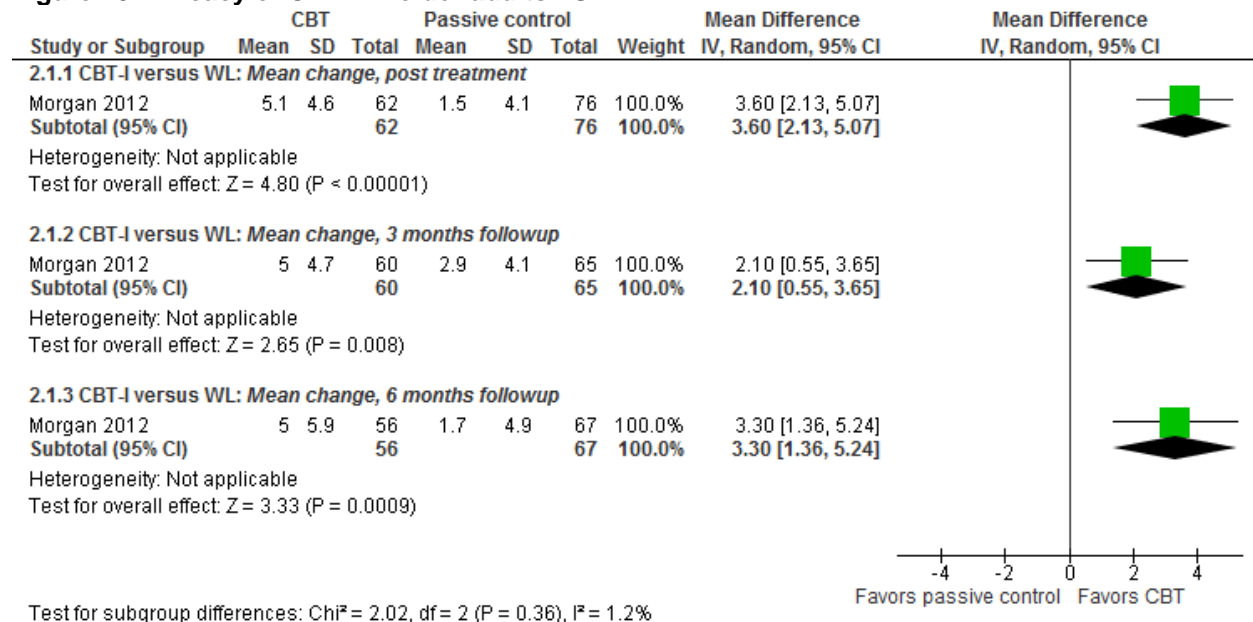 CBT Passive control Mean Difference Mean Difference
Study or Subgroup Mean SD Total Mean SD Total Weight IV, Random, 95% CI IV, Random, 95% CI
2.1.1 CBT-I versus WL: Mean change, post treatment
Morgan 2012 5.1 4.6 62 1.5 4.1 76 100.0% 3.60 [2.13, 5.07]
Subtotal (95% CI) 62 76 100.0% 3.60 [2.13, 5.07]
Heterogeneity: Not applicable
Test for overall effect: Z = 4.80 (P < 0.00001)
2.1.2 CBT-I versus WL: Mean change, 3 months followup
Morgan 2012 5 4.7 60 2.9 4.1 65 100.0% 2.10 [0.55, 3.65]
Subtotal (95% CI) 60 65 100.0% 2.10 [0.55, 3.65]
Heterogeneity: Not applicable
Test for overall effect: Z = 2.65 (P = 0.008)
2.1.3 CBT-I versus WL: Mean change, 6 months followup
Morgan 2012 5 5.9 56 1.7 4.9 67 100.0% 3.30 [1.36, 5.24]
Subtotal (95% CI) 56 67 100.0% 3.30 [1.36, 5.24]
Heterogeneity: Not applicable
Test for overall effect: Z = 3.33 (P = 0.0009)
-4 -2 0 2 4
Favors passive control Favors CBT
Test for subgroup differences: Chi² = 2.02, df = 2 (P = 0.36), I² = 1.2%